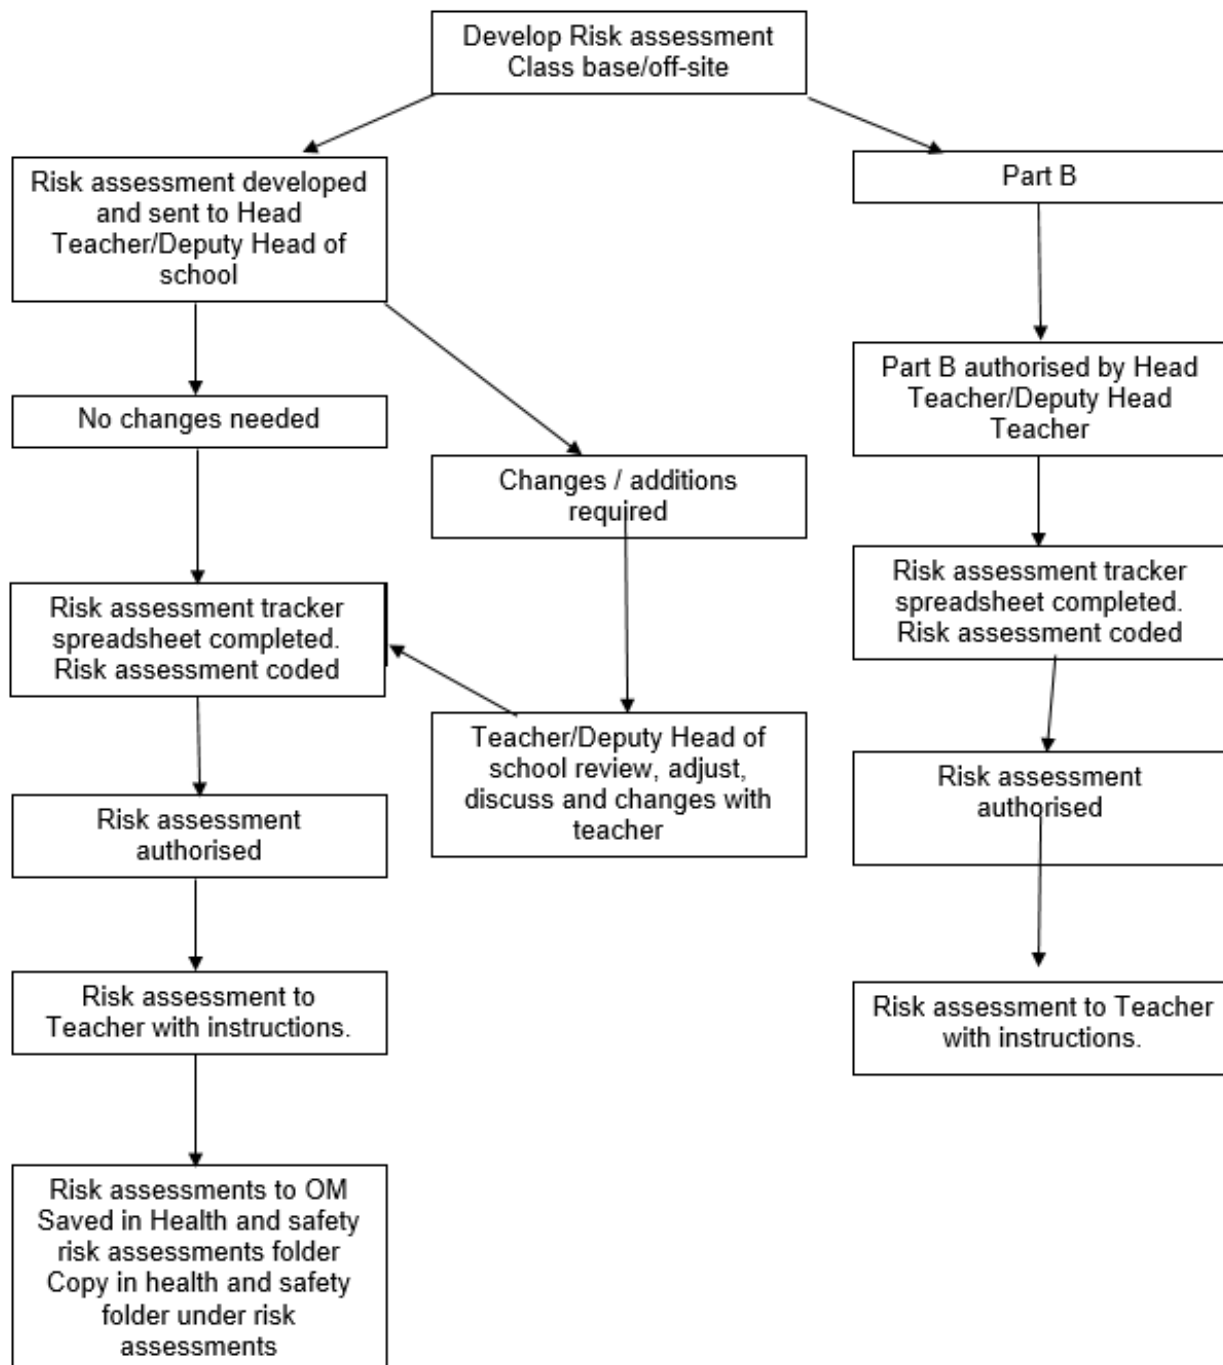 Develop Risk assessment
Class base/off-site
Risk assessment developed
and sent to Head
Teacher/Deputy Head of
school
Part B
No changes needed
Changes / additions
required
Part B authorised by Head
Teacher/Deputy Head
Teacher
Risk assessment tracker
spreadsheet completed.
Risk assessment coded
Risk assessment tracker
spreadsheet completed.
Risk assessment coded
Teacher/Deputy Head of
school review, adjust,
discuss and changes with
teacher
Risk assessment
authorised
Risk assessment
authorised
Risk assessment to
Teacher with instructions.
Risk assessment to Teacher
with instructions.
Risk assessments to OM
Saved in Health and safety
risk assessments folder
Copy in health and safety
folder under risk
assessments